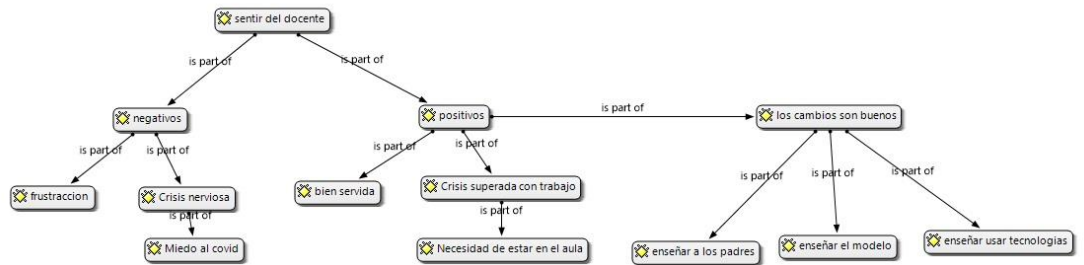 sentir del docente
is part of
is part of
negativos
positivos
is part of
los cambios son buenos
is part of
is part of
is part of
is part of
is part of
is part of
is part of
frustraccion
Crisis nerviosa
bien servida
Crisis superada con trabajo
is part of
is part of
Miedo al covid
Necesidad de estar en el aula
enseñar a los padres
enseñar el modelo
enseñar usar tecnologias